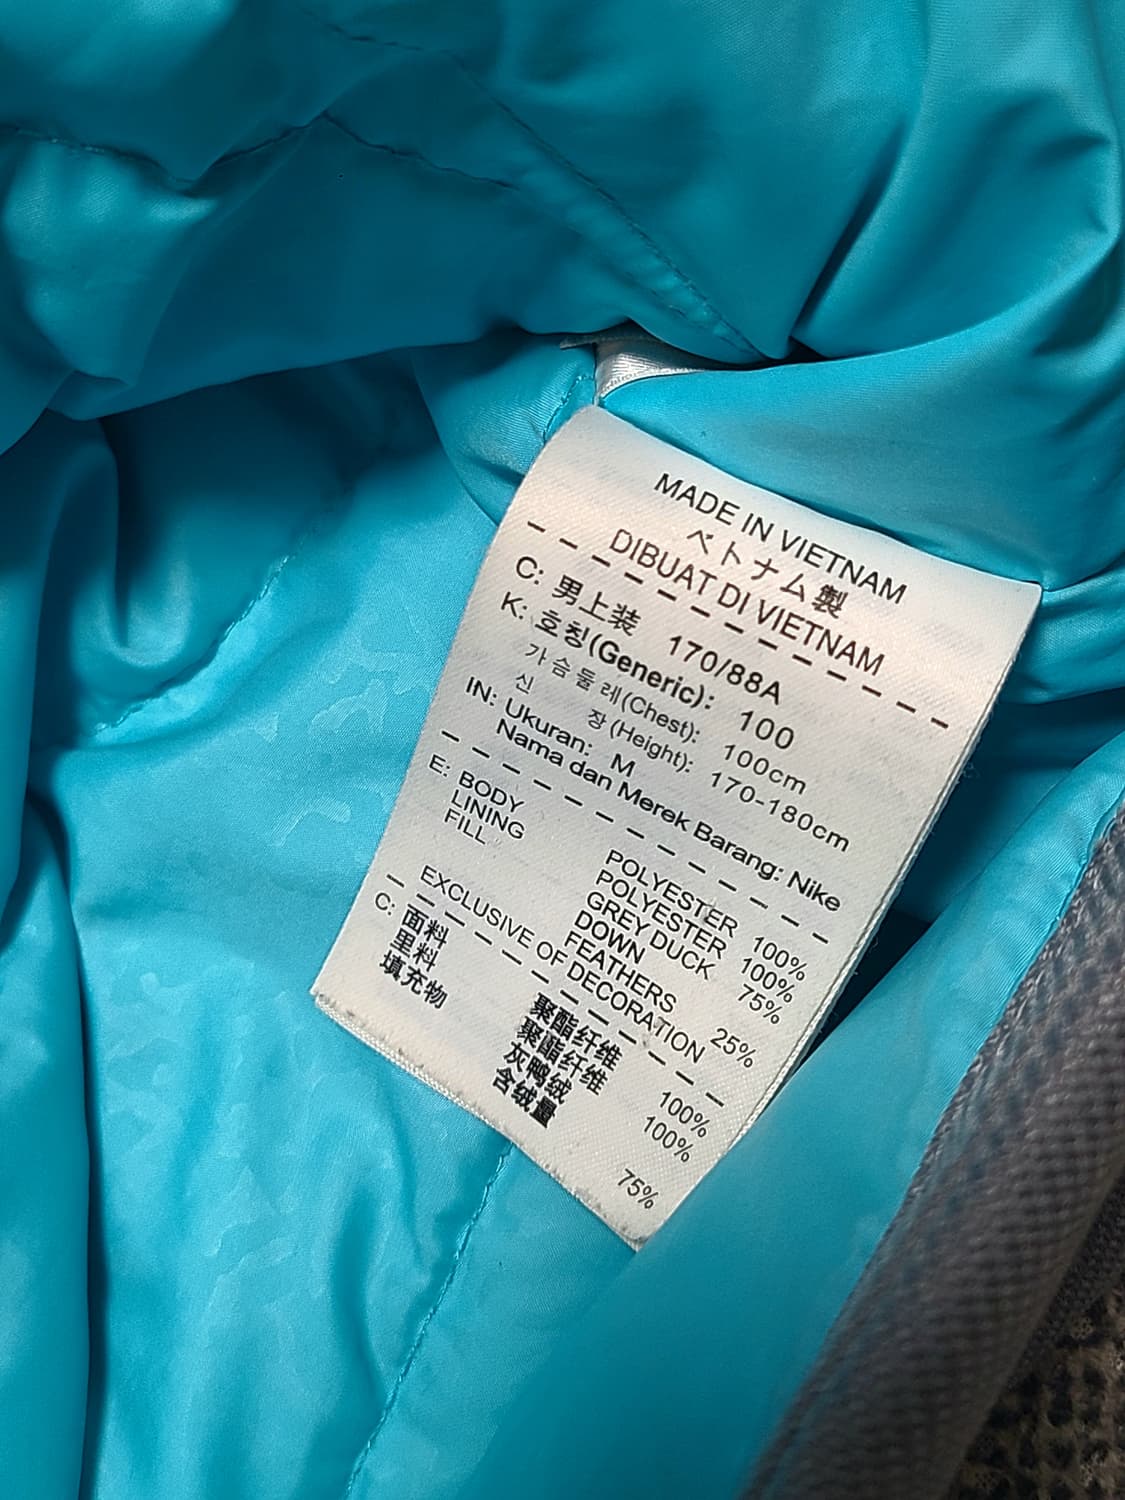 MADE IN VIETNAM
ベトナム製
DIBUAT DI VIETNAM
C: 男上装 170/88A
K: 호칭(Generic): 100
가슴둘레(Chest): 100cm
신 장(Height): 170-180cm
IN: Ukuran: M
Nama dan Merek Barang: Nike
E: BODY POLYESTER 100%
LINING POLYESTER 100%
FILL GREY DUCK 75%
DOWN
FEATHERS 25%
EXCLUSIVE OF DECORATION
C: 面料 聚酯纤维 100%
里料 聚酯纤维 100%
填充物 灰鸭绒
含绒量 75%